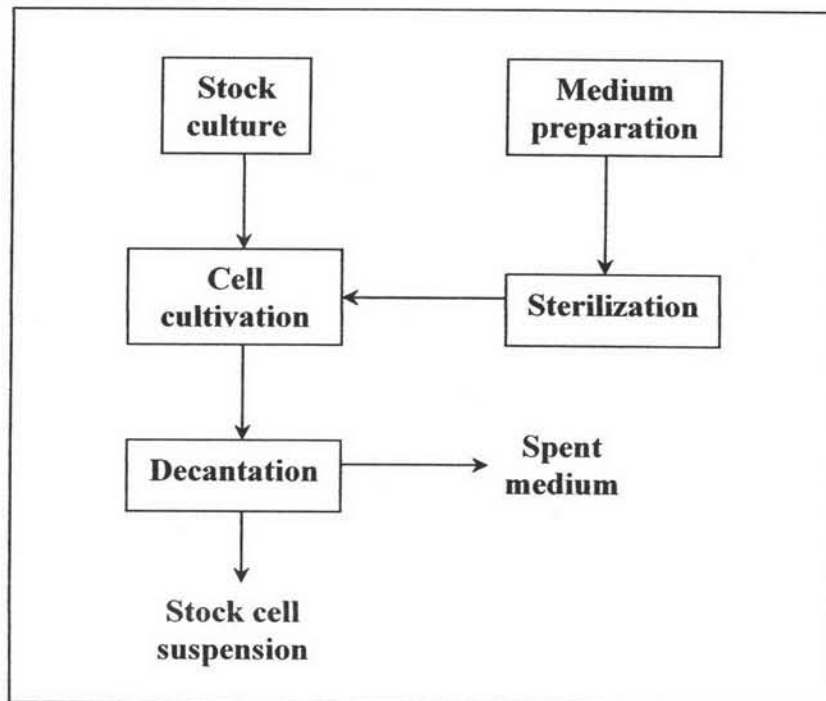 Stock
culture
Medium
preparation
Cell
cultivation
Sterilization
Decantation
Spent
medium
Stock cell
suspension